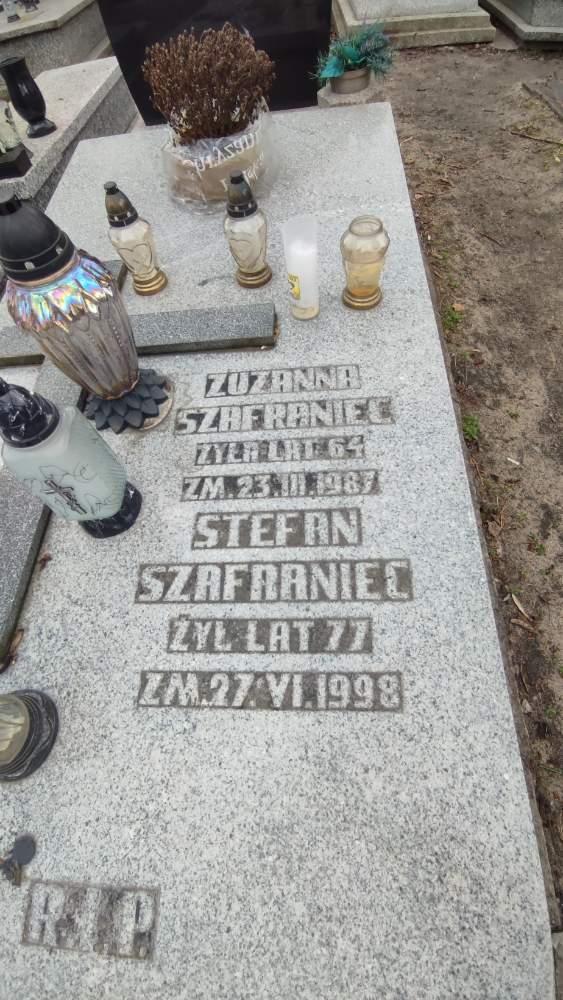 ZUZANNA
SZAFRANIEC
ŻYŁA LAT 64
ZM. 23.III.1987
STEFAN
SZAFRANIEC
ŻYŁ LAT 77
ZM. 27.VI.1998
R.I.P